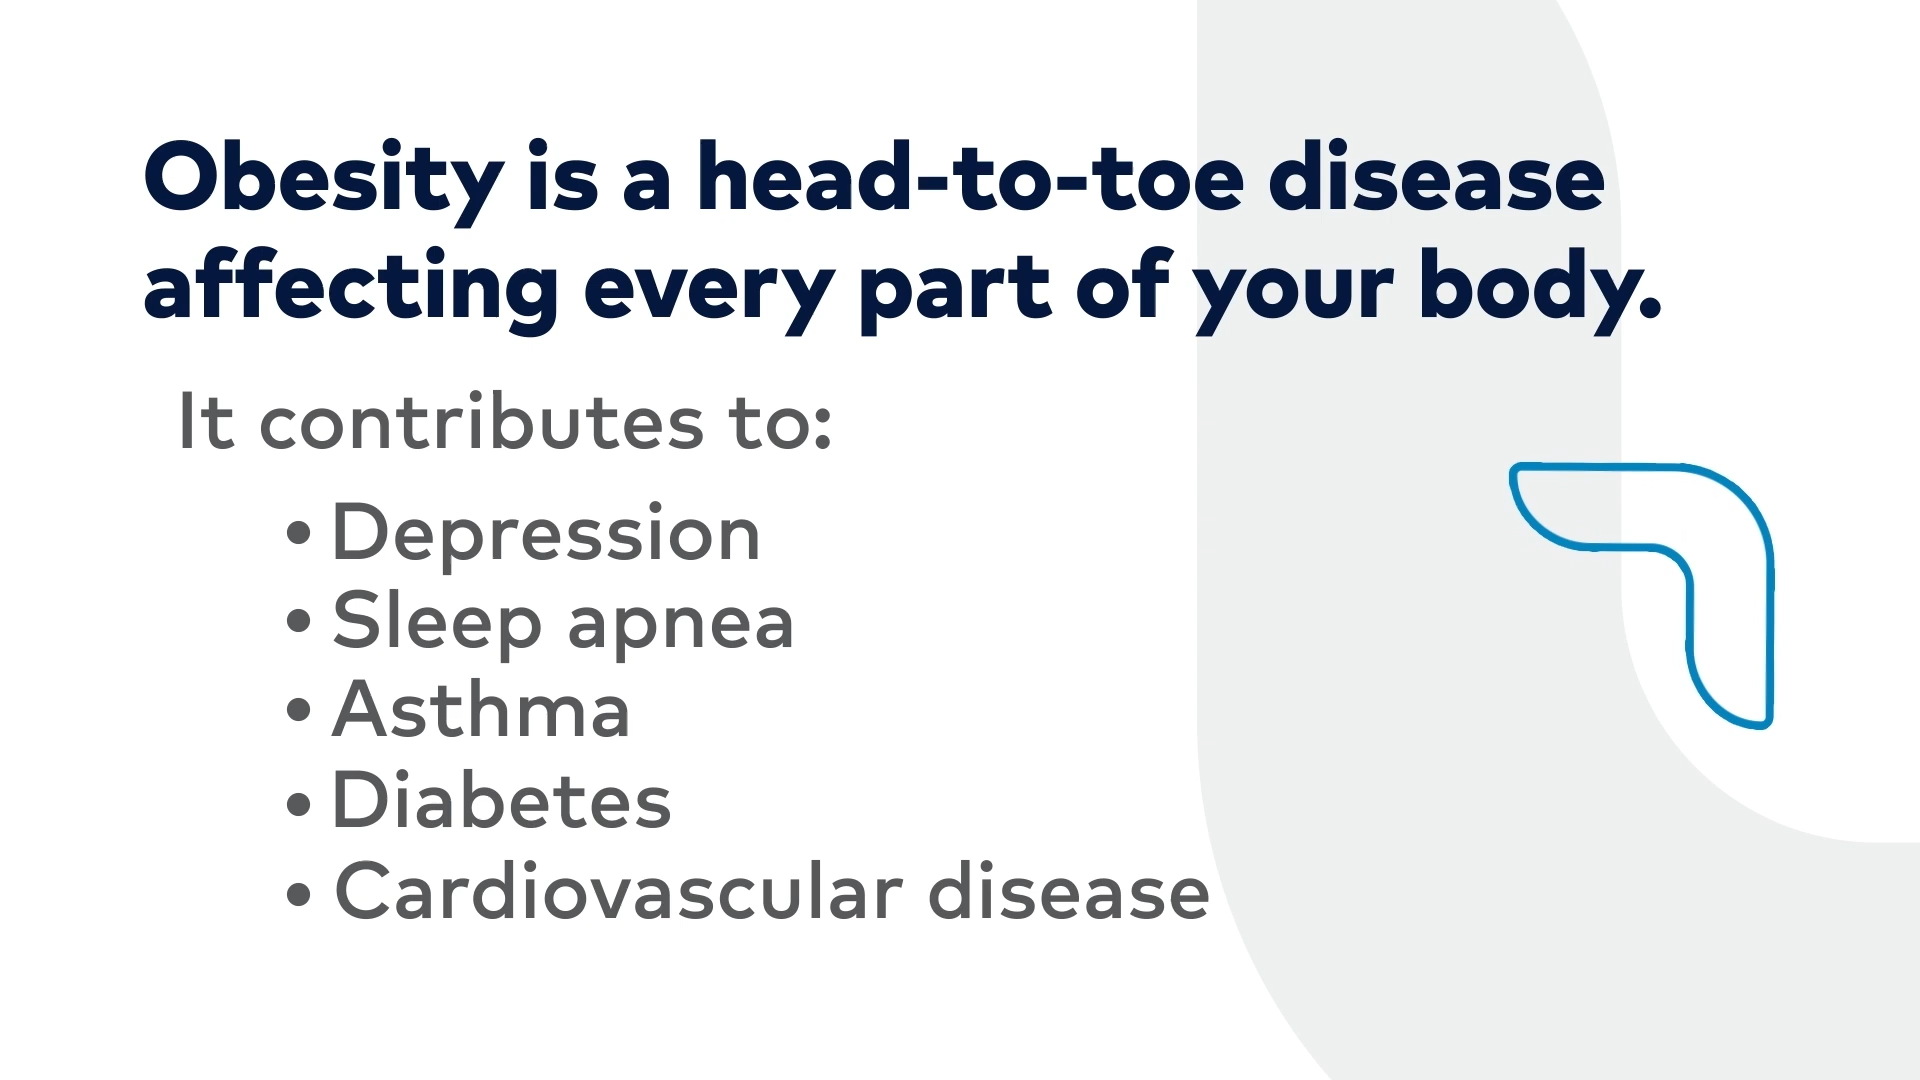 Obesity is a head-to-toe disease
affecting every part of your body.
It contributes to:
• Depression
• Sleep apnea
• Asthma
• Diabetes
• Cardiovascular disease